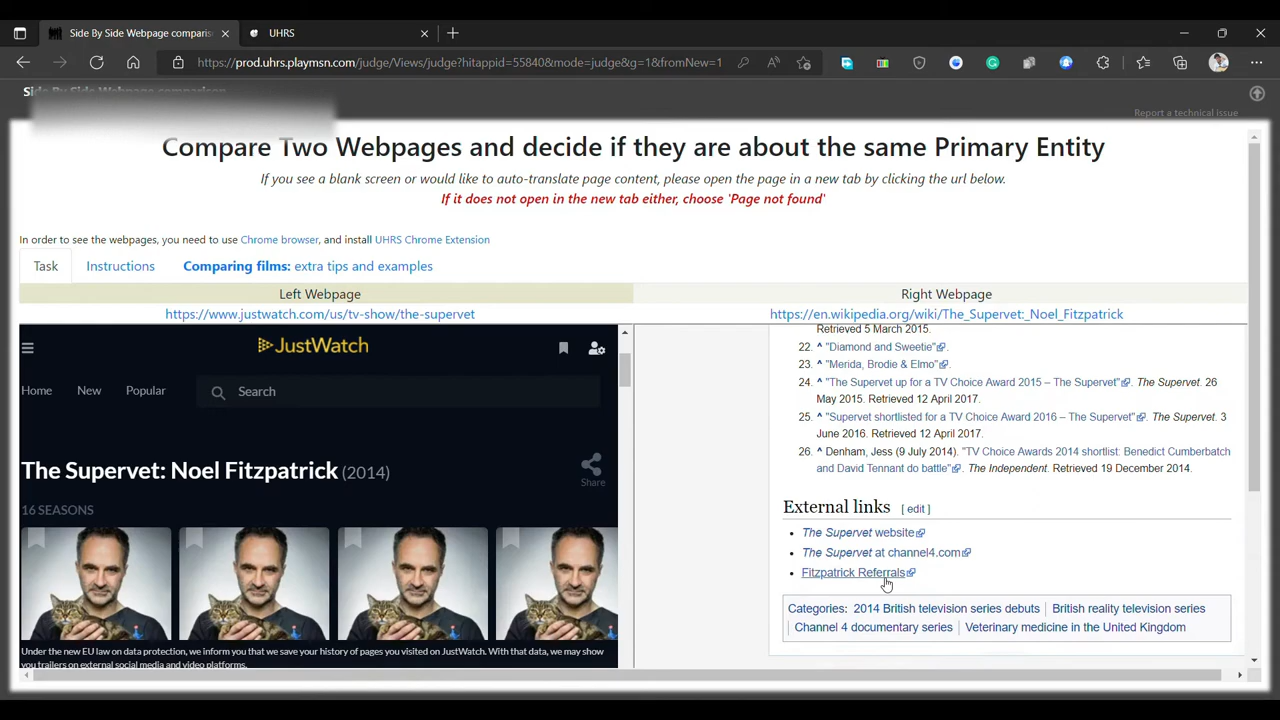 Side By Side Webpage comparis
UHRS
https://prod.uhrs.playmsn.com/judge/Views/judge?hitappid=55840&mode=judge&g=1&fromNew=1
Side By Side Webpage comparison
Report a technical issue
Compare Two Webpages and decide if they are about the same Primary Entity
If you see a blank screen or would like to auto-translate page content, please open the page in a new tab by clicking the url below.
If it does not open in the new tab either, choose 'Page not found'
In order to see the webpages, you need to use Chrome browser, and install UHRS Chrome Extension
Task Instructions Comparing films: extra tips and examples
Left Webpage Right Webpage
https://www.justwatch.com/us/tv-show/the-supervet https://en.wikipedia.org/wiki/The_Supervet:_Noel_Fitzpatrick
JustWatch
Home New Popular Search
The Supervet: Noel Fitzpatrick (2014)
Share
16 SEASONS
Under the new EU law on data protection, we inform you that we save your history of pages you visited on JustWatch. With that data, we may show
you trailers on external social media and video platforms.
Retrieved 5 March 2015.
22. ^ "Diamond and Sweetie".
23. ^ "Merida, Brodie & Elmo".
24. ^ "The Supervet up for a TV Choice Award 2015 – The Supervet". The Supervet. 26
May 2015. Retrieved 12 April 2017.
25. ^ "Supervet shortlisted for a TV Choice Award 2016 – The Supervet". The Supervet. 3
June 2016. Retrieved 12 April 2017.
26. ^ Denham, Jess (9 July 2014). "TV Choice Awards 2014 shortlist: Benedict Cumberbatch
and David Tennant do battle". The Independent. Retrieved 19 December 2014.
External links [ edit ]
• The Supervet website
• The Supervet at channel4.com
• Fitzpatrick Referrals
Categories: 2014 British television series debuts | British reality television series
| Channel 4 documentary series | Veterinary medicine in the United Kingdom